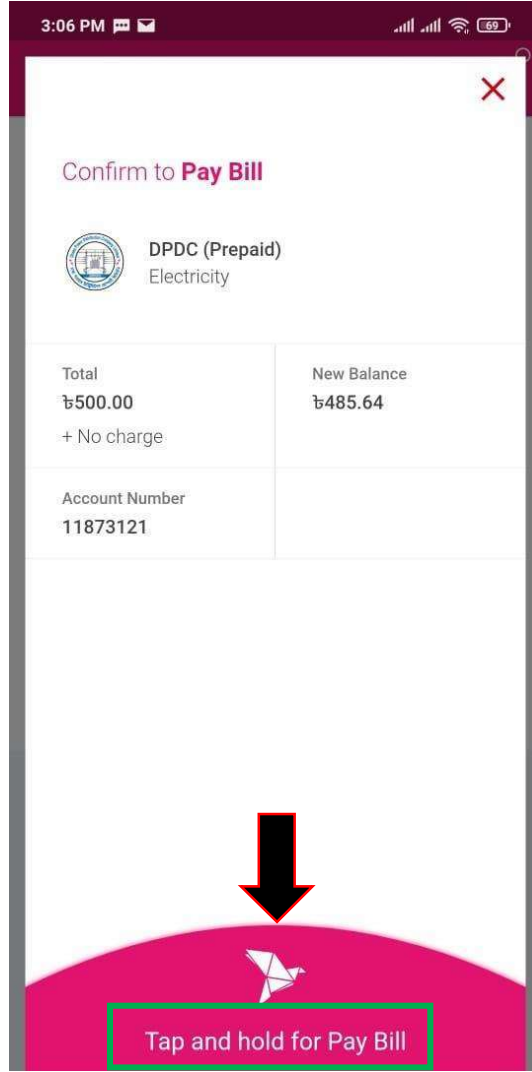 3:06 PM
69
Confirm to Pay Bill
DPDC (Prepaid)
Electricity
Total
৳500.00
+ No charge
New Balance
৳485.64
Account Number
11873121
Tap and hold for Pay Bill